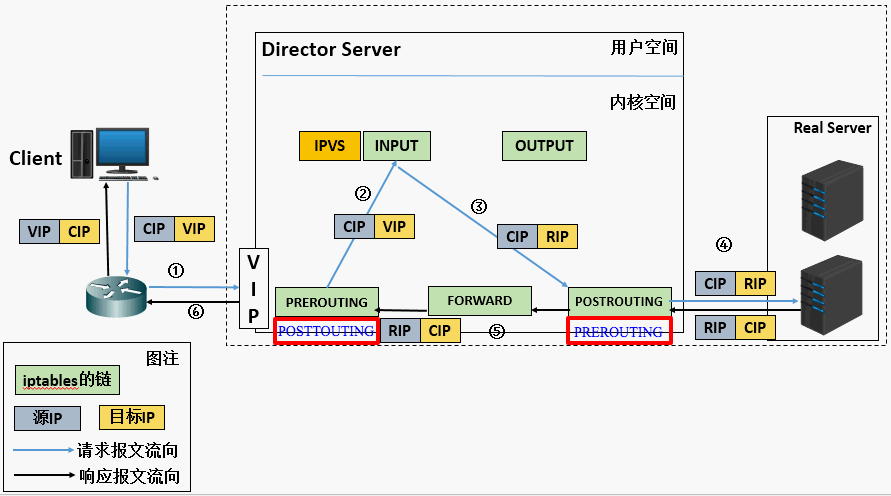 Director Server
用户空间
内核空间
Real Server
IPVS
INPUT
OUTPUT
Client
②
③
VIP CIP
CIP VIP
CIP VIP
CIP RIP
④
①
VIP
CIP RIP
PREROUTING
FORWARD
POSTROUTING
⑥
POSTTOUTING
RIP CIP
⑤
PREROUTING
RIP CIP
图注
iptables的链
源IP
目标IP
请求报文流向
响应报文流向